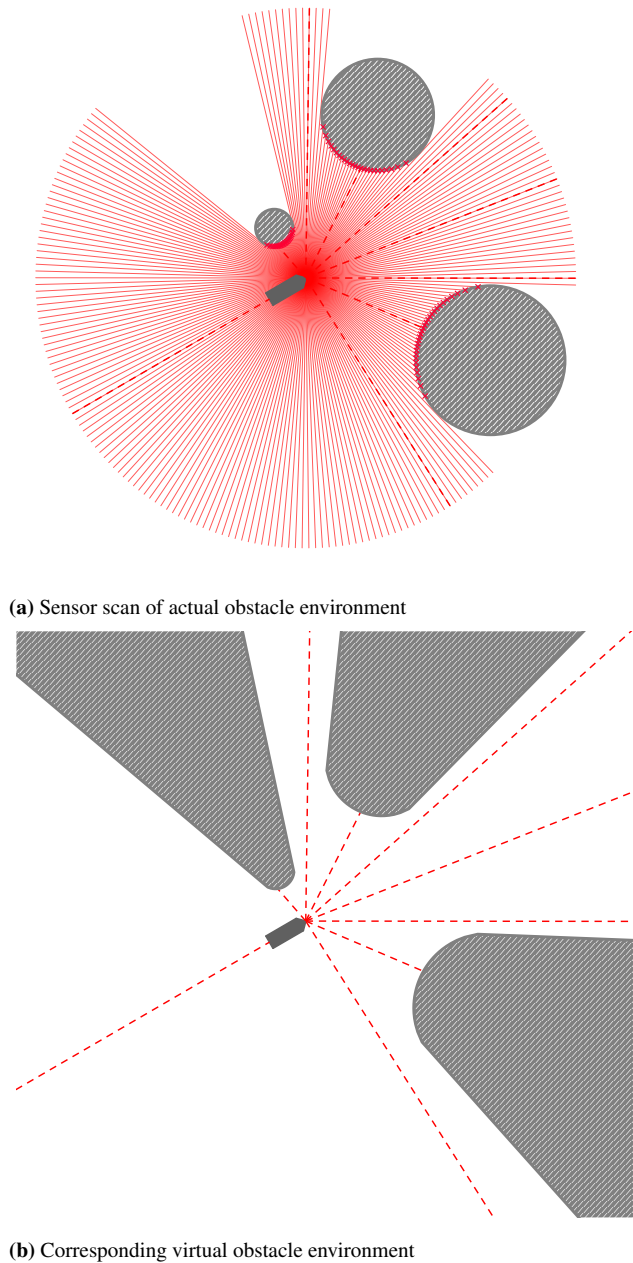 (a) Sensor scan of actual obstacle environment
(b) Corresponding virtual obstacle environment